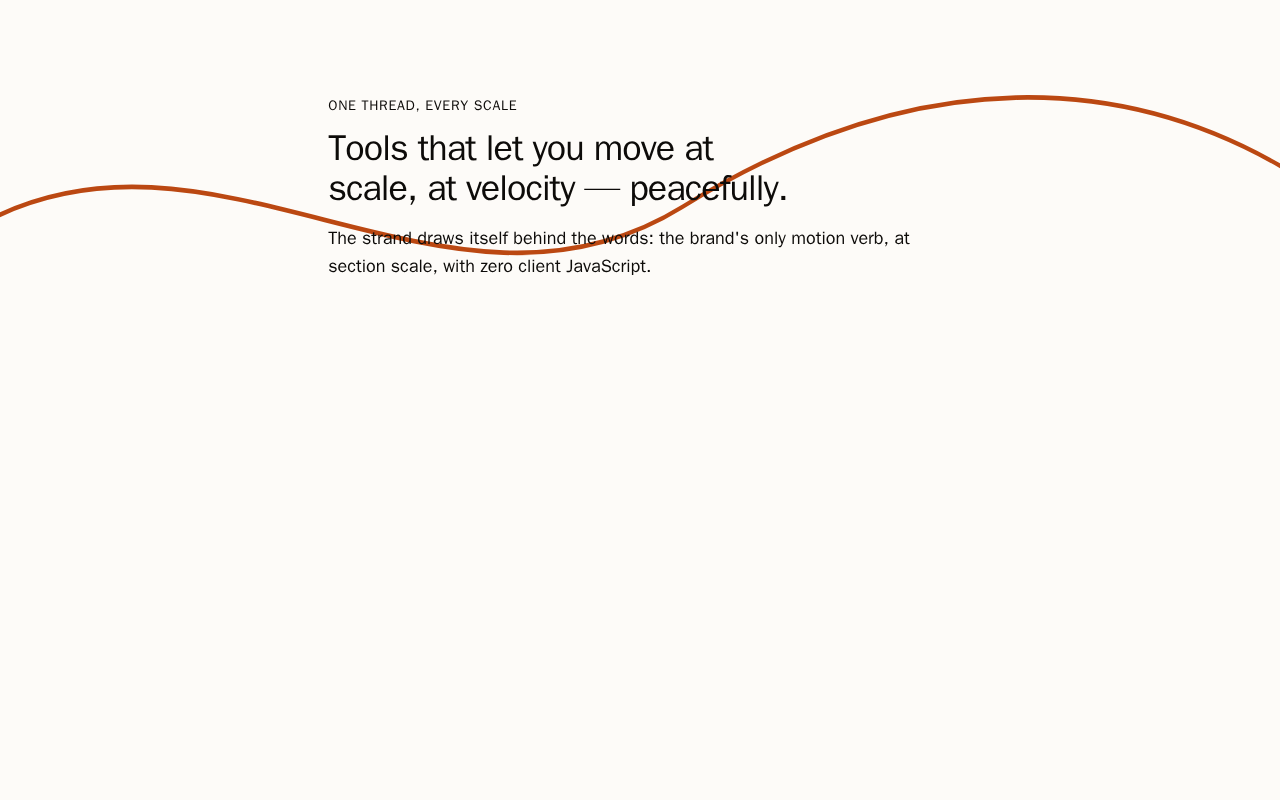 ONE THREAD, EVERY SCALE
Tools that let you move at
scale, at velocity — peacefully.
The strand draws itself behind the words: the brand's only motion verb, at
section scale, with zero client JavaScript.